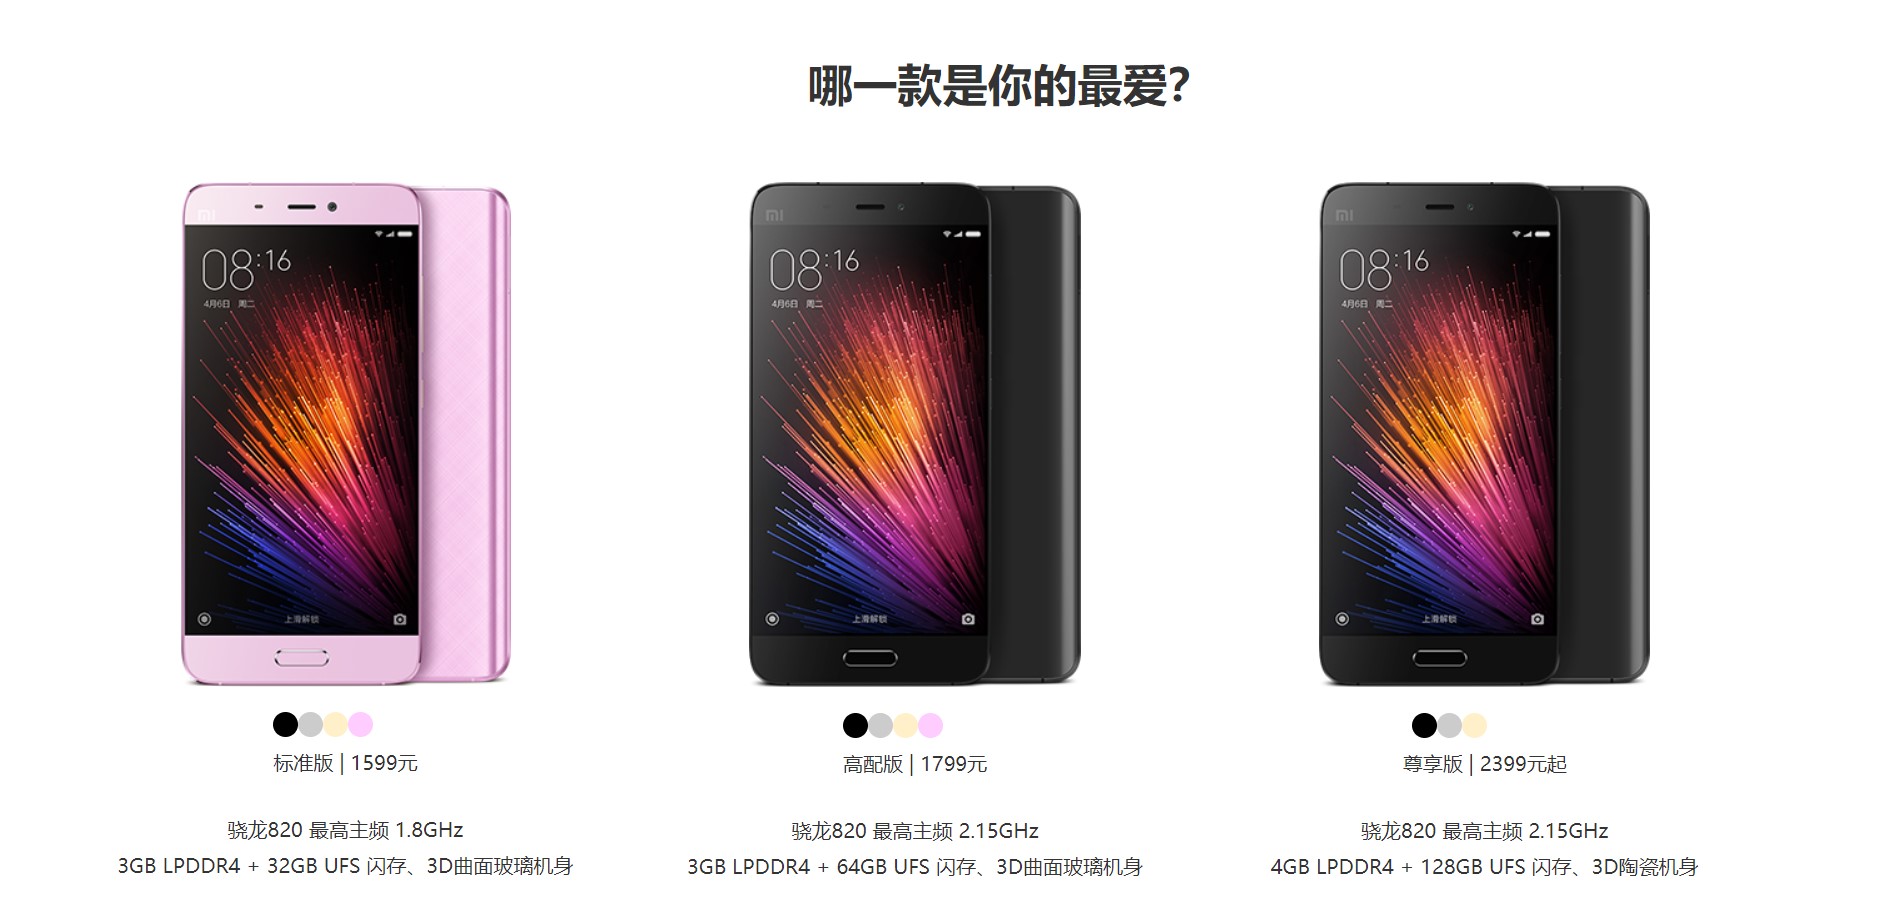 哪一款是你的最爱?
mi
08:16
4月6日 周二
上滑解锁
mi
08:16
4月6日 周二
上滑解锁
mi
08:16
4月6日 周二
上滑解锁
标准版 | 1599元
骁龙820 最高主频 1.8GHz
3GB LPDDR4 + 32GB UFS 闪存、3D曲面玻璃机身
高配版 | 1799元
骁龙820 最高主频 2.15GHz
3GB LPDDR4 + 64GB UFS 闪存、3D曲面玻璃机身
尊享版 | 2399元起
骁龙820 最高主频 2.15GHz
4GB LPDDR4 + 128GB UFS 闪存、3D陶瓷机身